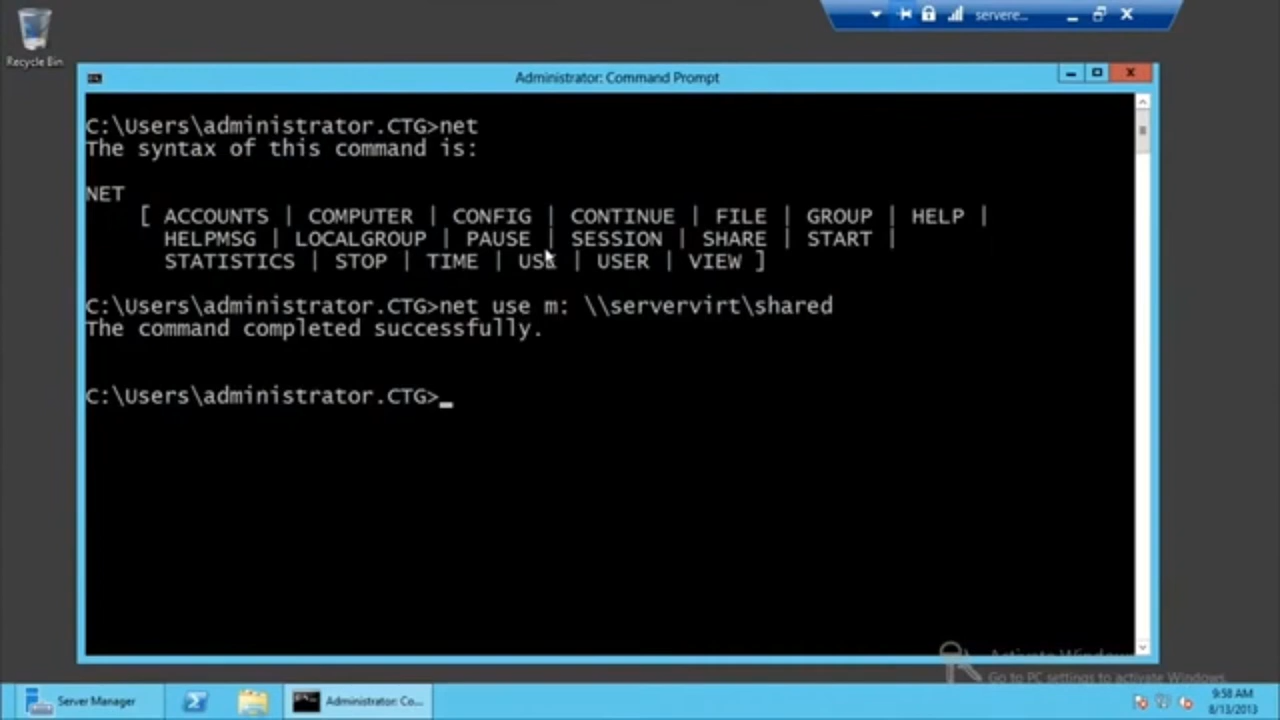 servere...
Recycle Bin
Administrator: Command Prompt
C:\Users\administrator.CTG>net
The syntax of this command is:
NET
[ ACCOUNTS | COMPUTER | CONFIG | CONTINUE | FILE | GROUP | HELP |
HELPMSG | LOCALGROUP | PAUSE | SESSION | SHARE | START |
STATISTICS | STOP | TIME | USE | USER | VIEW ]
C:\Users\administrator.CTG>net use m: \\servervirt\shared
The command completed successfully.
C:\Users\administrator.CTG>_
Activate Windows
Go to PC settings to activate Windows.
Server Manager
Administrator: Co...
9:58 AM
8/13/2013